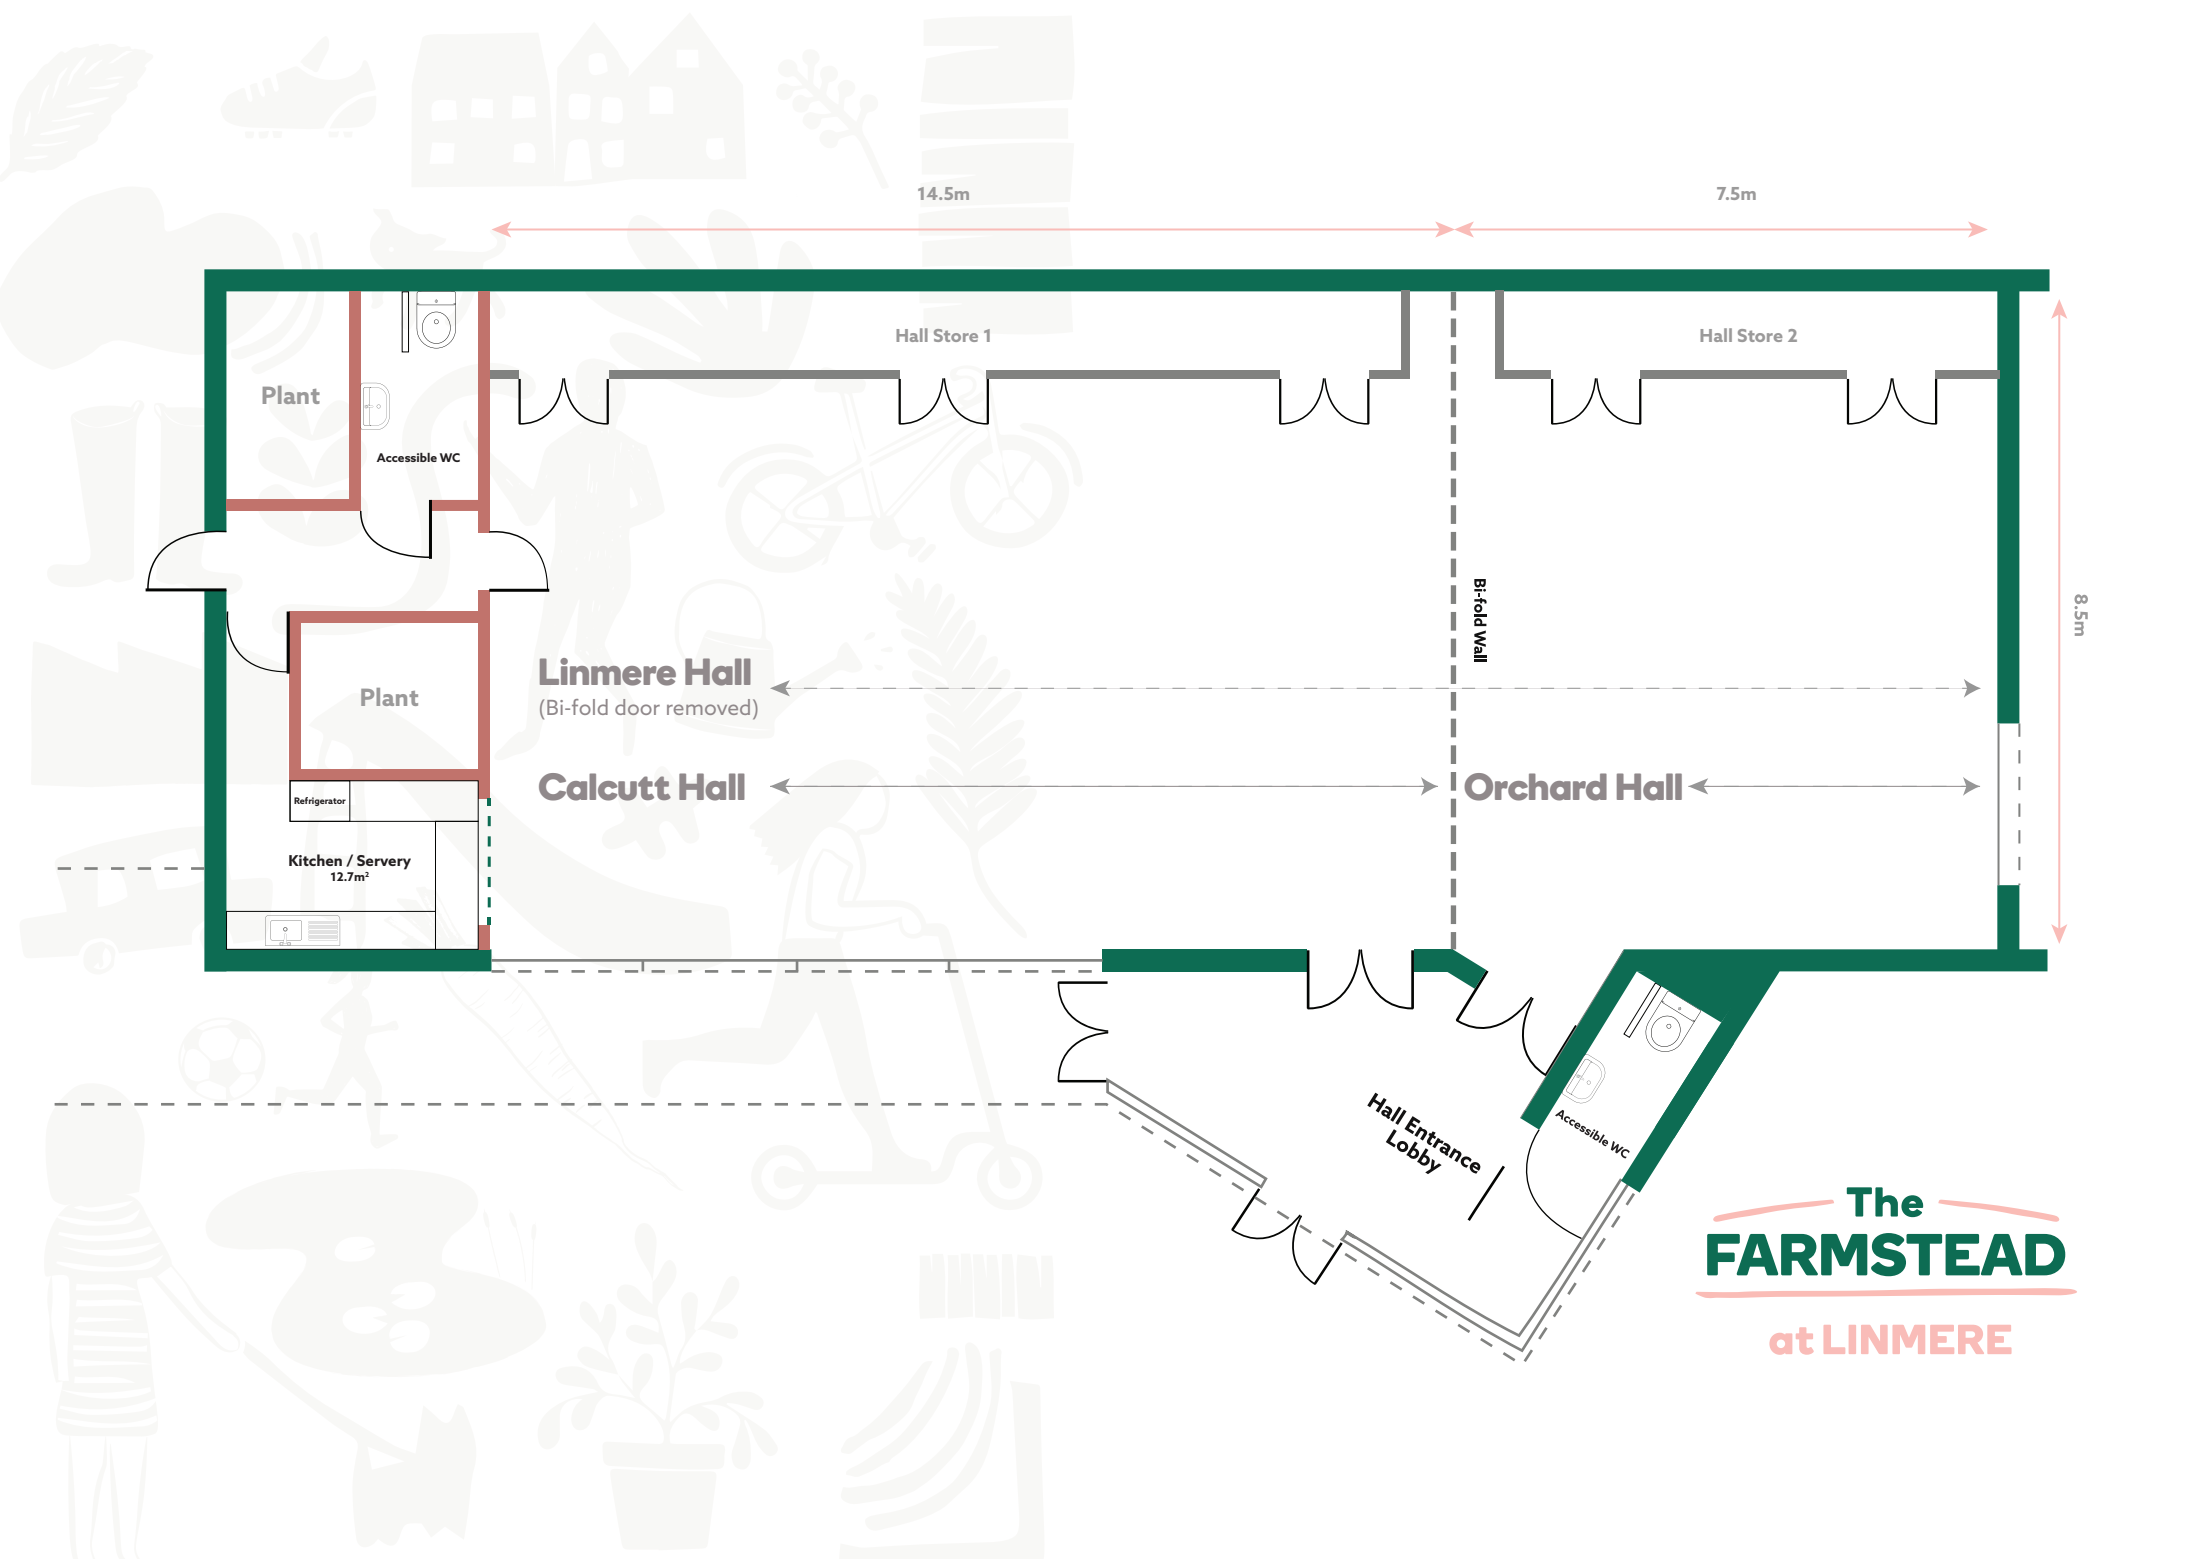 14.5m
7.5m
Hall Store 1
Hall Store 2
Plant
Accessible WC
8.5m
Bi-fold Wall
Linmere Hall
(Bi-fold door removed)
Plant
Calcutt Hall
Orchard Hall
Refrigerator
Kitchen / Servery
12.7m²
Hall Entrance
Lobby
Accessible WC
The
FARMSTEAD
at LINMERE